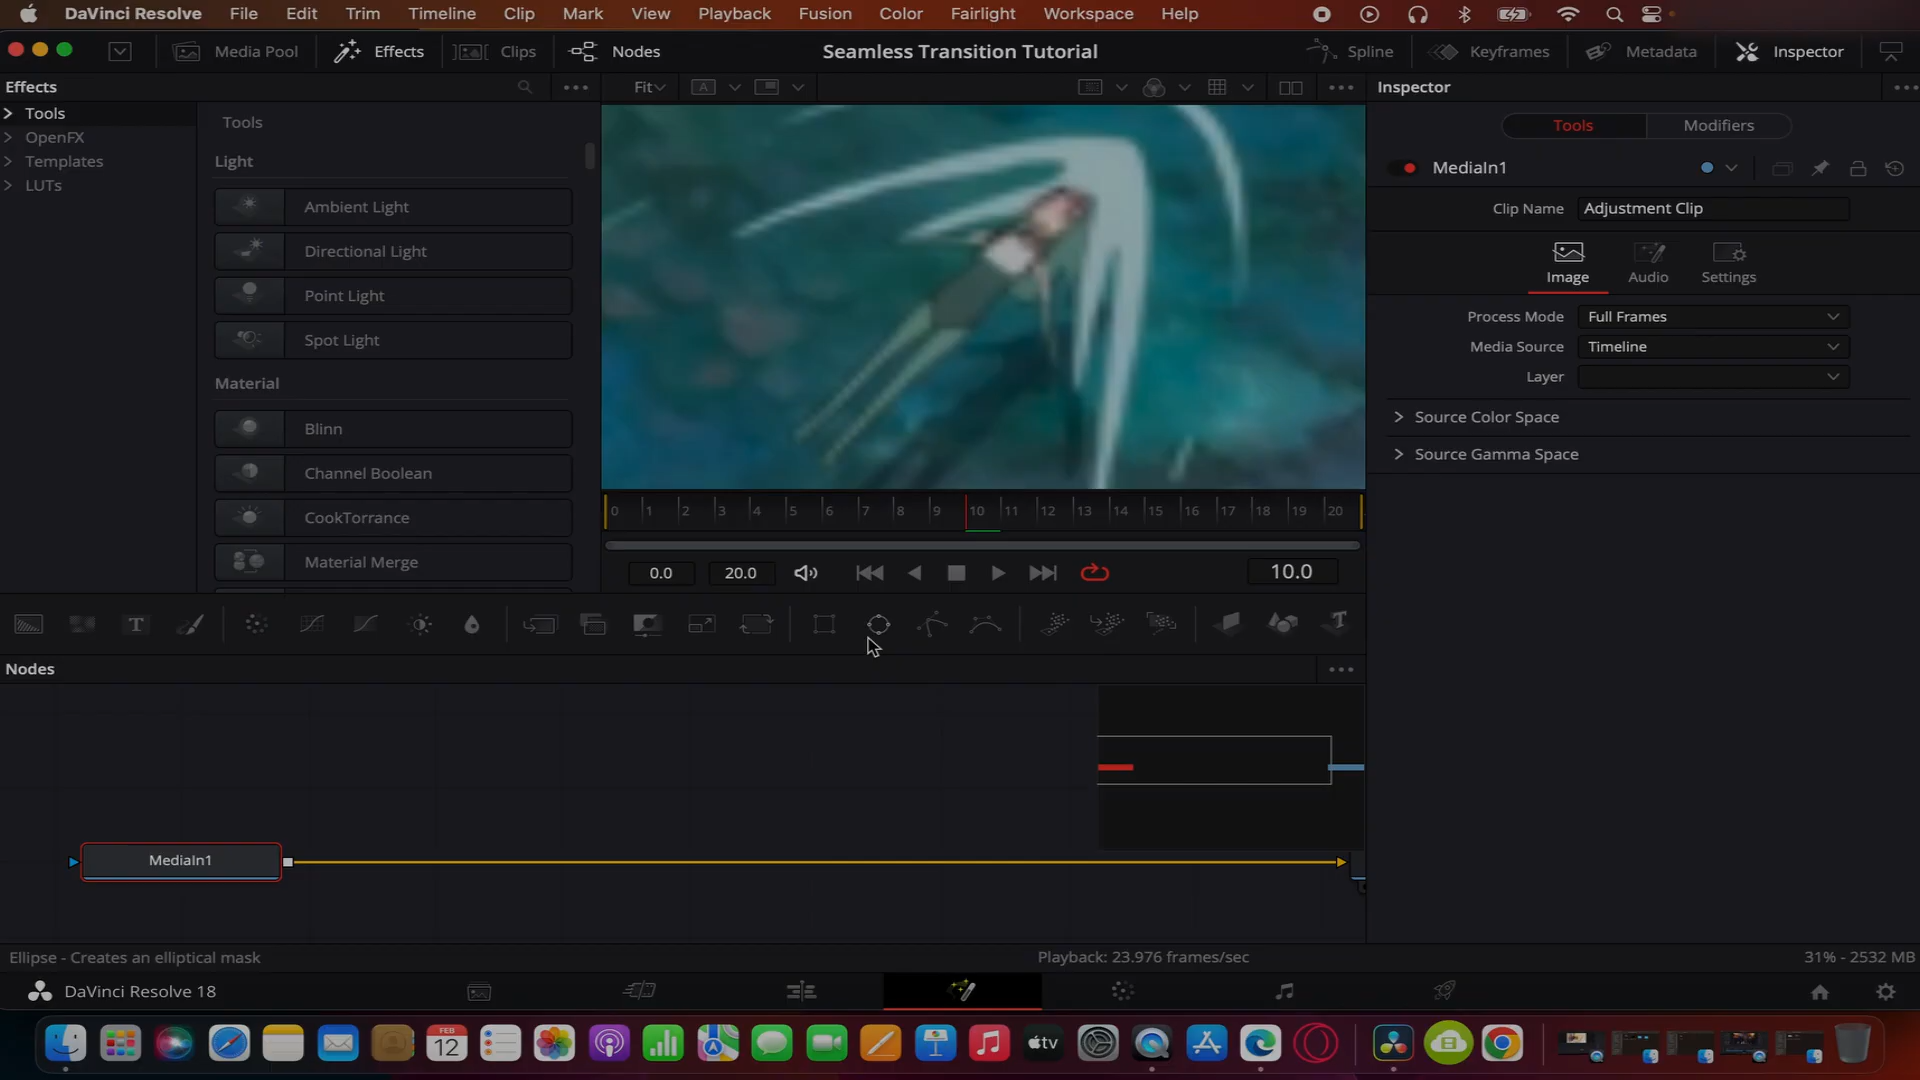 DaVinci Resolve File Edit Trim Timeline Clip Mark View Playback Fusion Color Fairlight Workspace Help
Media Pool Effects Clips Nodes Seamless Transition Tutorial Spline Keyframes Metadata Inspector
Effects Fit A Inspector
Tools
OpenFX
Templates
LUTs
Tools
Light
Ambient Light
Directional Light
Point Light
Spot Light
Material
Blinn
Channel Boolean
CookTorrance
Material Merge
0 1 2 3 4 5 6 7 8 9 10 11 12 13 14 15 16 17 18 19 20
0.0 20.0 10.0
Tools Modifiers
MediaIn1
Clip Name Adjustment Clip
Image Audio Settings
Process Mode Full Frames
Media Source Timeline
Layer
Source Color Space
Source Gamma Space
T T
Nodes
MediaIn1
Ellipse - Creates an elliptical mask Playback: 23.976 frames/sec 31% - 2532 MB
DaVinci Resolve 18
FEB
12
tv